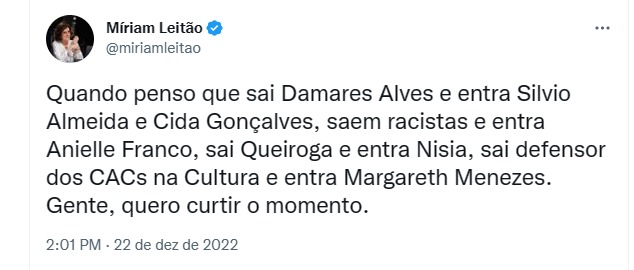 Míriam Leitão
@miriamleitao
Quando penso que sai Damares Alves e entra Silvio
Almeida e Cida Gonçalves, saem racistas e entra
Anielle Franco, sai Queiroga e entra Nisia, sai defensor
dos CACs na Cultura e entra Margareth Menezes.
Gente, quero curtir o momento.
2:01 PM · 22 de dez de 2022